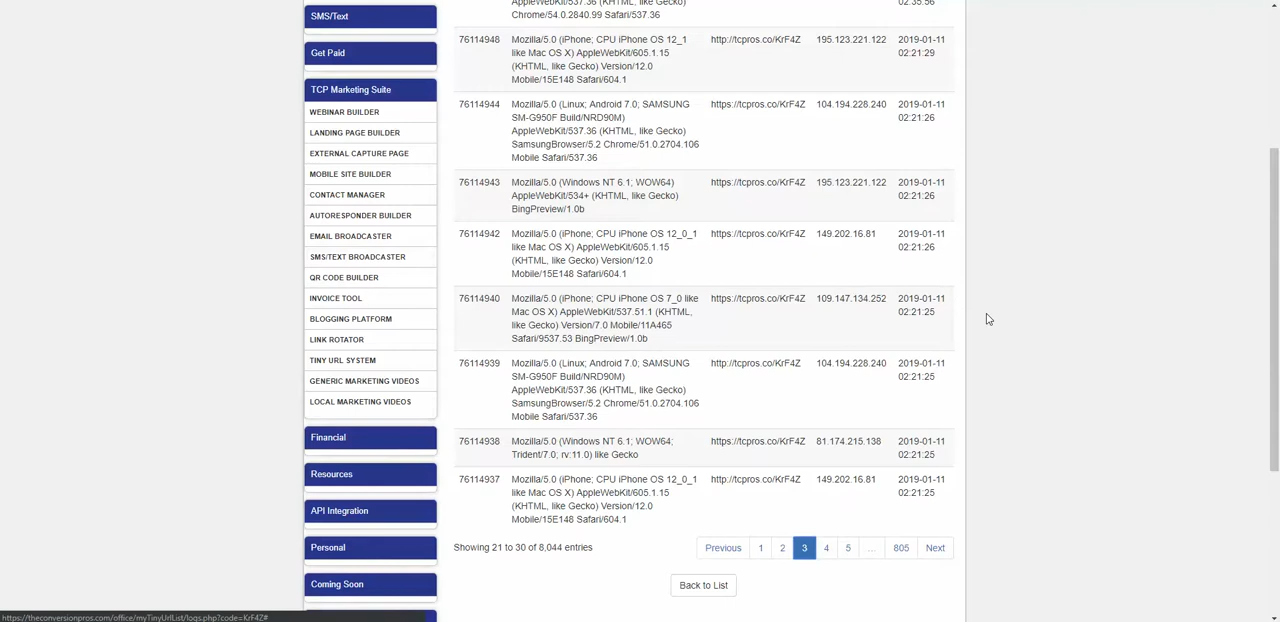 SMS/Text
Get Paid
TCP Marketing Suite
WEBINAR BUILDER
LANDING PAGE BUILDER
EXTERNAL CAPTURE PAGE
MOBILE SITE BUILDER
CONTACT MANAGER
AUTORESPONDER BUILDER
EMAIL BROADCASTER
SMS/TEXT BROADCASTER
QR CODE BUILDER
INVOICE TOOL
BLOGGING PLATFORM
LINK ROTATOR
TINY URL SYSTEM
GENERIC MARKETING VIDEOS
LOCAL MARKETING VIDEOS
Financial
Resources
API Integration
Personal
Coming Soon
AppleWebKit/537.36 (KHTML, like Gecko) 02:35:56
Chrome/54.0.2840.99 Safari/537.36
76114948 Mozilla/5.0 (iPhone; CPU iPhone OS 12_1 http://tcpros.co/KrF4Z 195.123.221.122 2019-01-11
like Mac OS X) AppleWebKit/605.1.15 02:21:29
(KHTML, like Gecko) Version/12.0
Mobile/15E148 Safari/604.1
76114944 Mozilla/5.0 (Linux; Android 7.0; SAMSUNG https://tcpros.co/KrF4Z 104.194.228.240 2019-01-11
SM-G950F Build/NRD90M) 02:21:26
AppleWebKit/537.36 (KHTML, like Gecko)
SamsungBrowser/5.2 Chrome/51.0.2704.106
Mobile Safari/537.36
76114943 Mozilla/5.0 (Windows NT 6.1; WOW64) https://tcpros.co/KrF4Z 195.123.221.122 2019-01-11
AppleWebKit/534+ (KHTML, like Gecko) 02:21:26
BingPreview/1.0b
76114942 Mozilla/5.0 (iPhone; CPU iPhone OS 12_0_1 https://tcpros.co/KrF4Z 149.202.16.81 2019-01-11
like Mac OS X) AppleWebKit/605.1.15 02:21:26
(KHTML, like Gecko) Version/12.0
Mobile/15E148 Safari/604.1
76114940 Mozilla/5.0 (iPhone; CPU iPhone OS 7_0 like http://tcpros.co/KrF4Z 109.147.134.252 2019-01-11
Mac OS X) AppleWebKit/537.51.1 (KHTML, 02:21:25
like Gecko) Version/7.0 Mobile/11A465
Safari/9537.53 BingPreview/1.0b
76114939 Mozilla/5.0 (Linux; Android 7.0; SAMSUNG http://tcpros.co/KrF4Z 104.194.228.240 2019-01-11
SM-G950F Build/NRD90M) 02:21:25
AppleWebKit/537.36 (KHTML, like Gecko)
SamsungBrowser/5.2 Chrome/51.0.2704.106
Mobile Safari/537.36
76114938 Mozilla/5.0 (Windows NT 6.1; WOW64; https://tcpros.co/KrF4Z 81.174.215.138 2019-01-11
Trident/7.0; rv:11.0) like Gecko 02:21:25
76114937 Mozilla/5.0 (iPhone; CPU iPhone OS 12_0_1 http://tcpros.co/KrF4Z 149.202.16.81 2019-01-11
like Mac OS X) AppleWebKit/605.1.15 02:21:25
(KHTML, like Gecko) Version/12.0
Mobile/15E148 Safari/604.1
Showing 21 to 30 of 8,044 entries Previous 1 2 3 4 5 … 805 Next
Back to List
https://theconversionpros.com/office/myTinyUrlList/logs.php?code=KrF4Z#